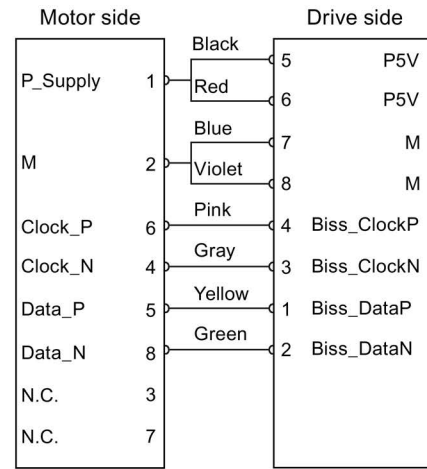 Motor side Drive side
Black
P_Supply 1 5 P5V
Red
6 P5V
Blue
7 M
M 2
Violet
8 M
Pink
Clock_P 6 4 Biss_ClockP
Gray
Clock_N 4 3 Biss_ClockN
Yellow
Data_P 5 1 Biss_DataP
Green
Data_N 8 2 Biss_DataN
N.C. 3
N.C. 7